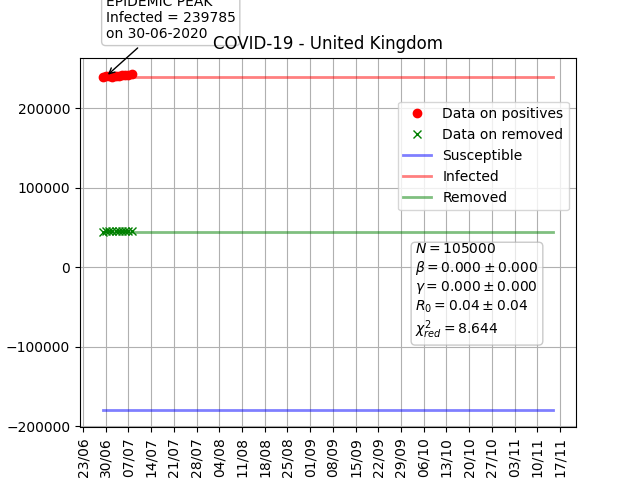 EPIDEMIC PEAK
Infected = 239785
on 30-06-2020
COVID-19 - United Kingdom
200000
100000
0
−100000
−200000
Data on positives
Data on removed
Susceptible
Infected
Removed
N = 105000
β = 0.000 ± 0.000
γ = 0.000 ± 0.000
R₀ = 0.04 ± 0.04
χ²red = 8.644
23/06
30/06
07/07
14/07
21/07
28/07
04/08
11/08
18/08
25/08
01/09
08/09
15/09
22/09
29/09
06/10
13/10
20/10
27/10
03/11
10/11
17/11